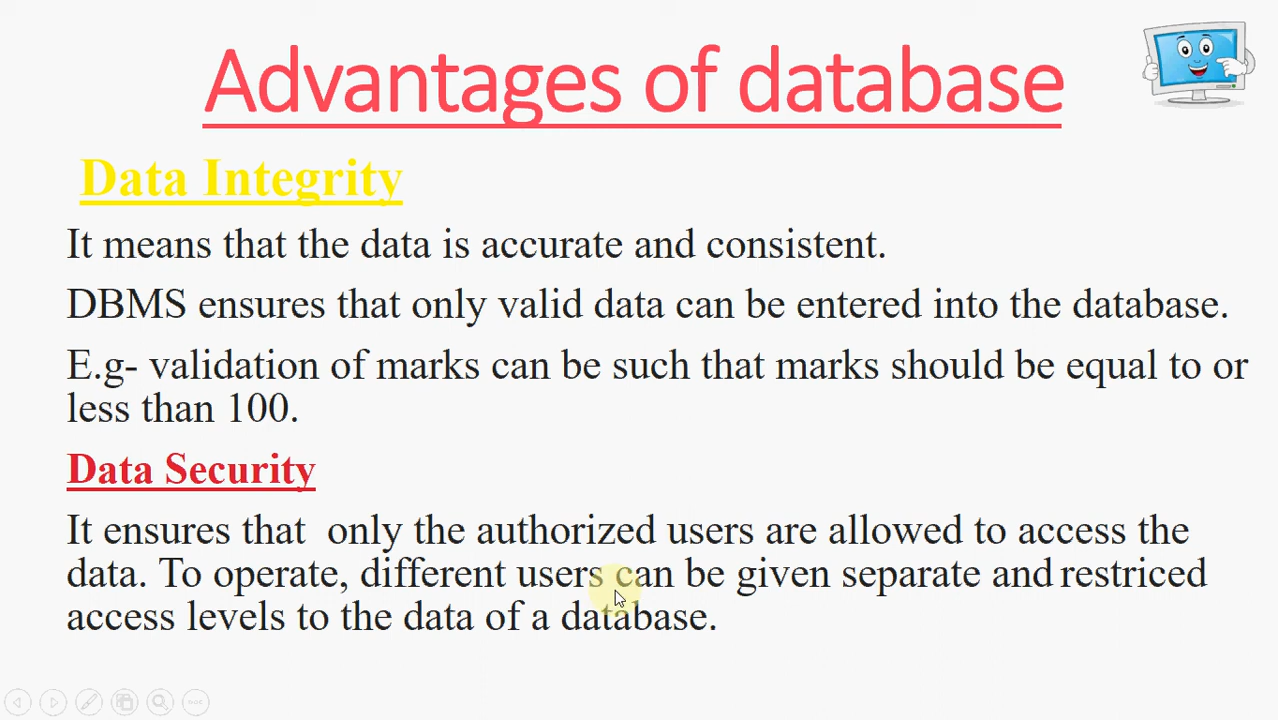 Advantages of database
Data Integrity
It means that the data is accurate and consistent.
DBMS ensures that only valid data can be entered into the database.
E.g- validation of marks can be such that marks should be equal to or
less than 100.
Data Security
It ensures that only the authorized users are allowed to access the
data. To operate, different users can be given separate and restriced
access levels to the data of a database.